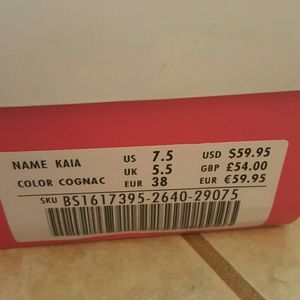 NAME KAIA US 7.5 USD $59.95
UK 5.5 GBP £54.00
COLOR COGNAC EUR 38 EUR €59.95
SKU BS1617395-2640-29075